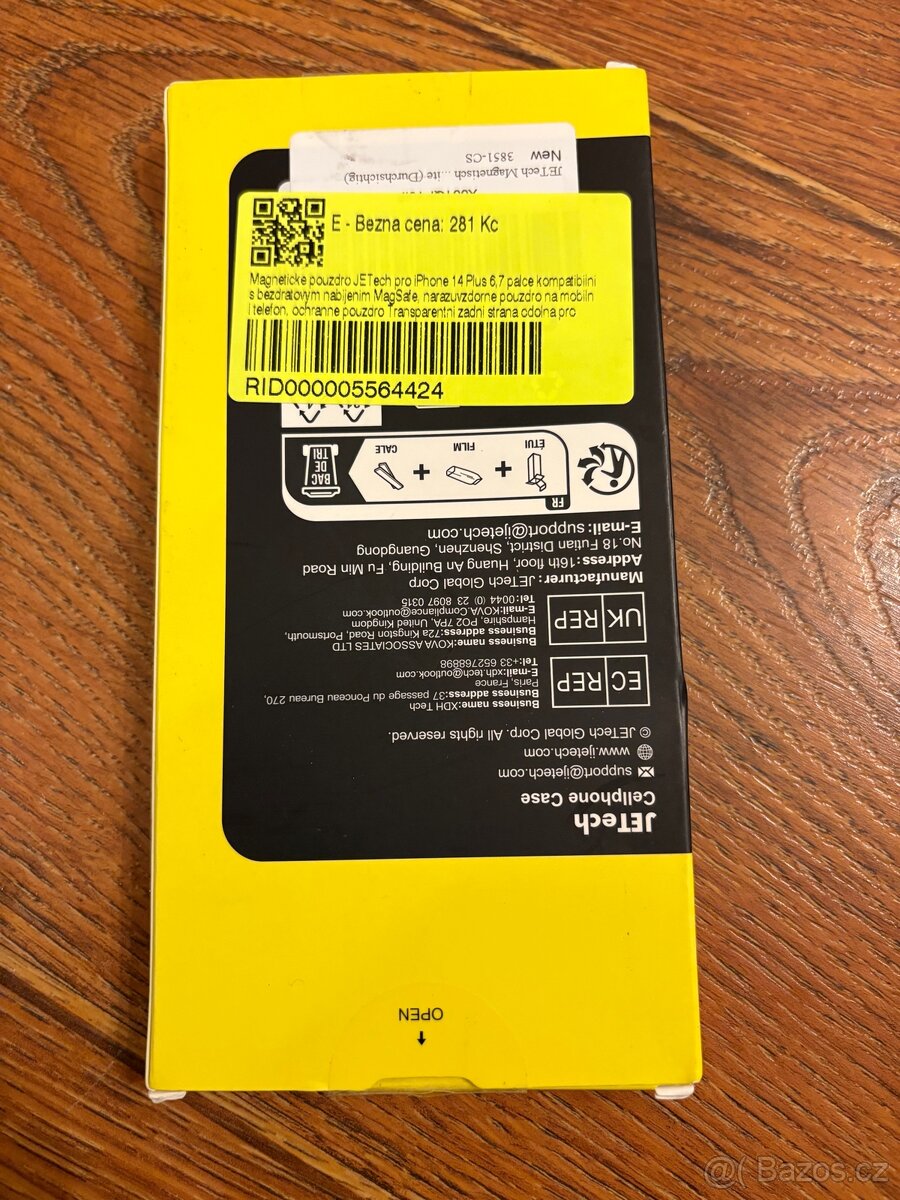 JETech Magnetisch ...ite (Durchsichtig)
New 3851-CS
E - Bezna cena: 281 Kc
Magneticke pouzdro JETech pro iPhone 14 Plus 6,7 palce kompatibilni
s bezdratovym nabijenim MagSafe, narazuvzdorne pouzdro na mobiln
i telefon, ochranne pouzdro Transparentni zadni strana odolna pro
RID000005564424
JETech
Cellphone Case
support@ijetech.com
www.ijetech.com
© JETech Global Corp. All rights reserved.
EC REP
Business name:XDH Tech
Business address:37 passage du Ponceau Bureau 270,
Paris, France
E-mail:xdh.tech@outlook.com
Tel:+33 652768898
UK REP
Business name:KOVA ASSOCIATES LTD
Business address:72a Kingston Road, Portsmouth,
Hampshire, PO2 7PA, United Kingdom
E-mail:KOVA.Compliance@outlook.com
Tel:0044 (0) 23 8097 0315
Manufacturer: JETech Global Corp
Address:16th floor, Huang An Building, Fu Min Road
No.18 Futian District, Shenzhen, Guangdong
E-mail: support@ijetech.com
FR
ÉTUI + FILM + CALE
BAC
DE
TRI
OPEN
@( Bazos.cz